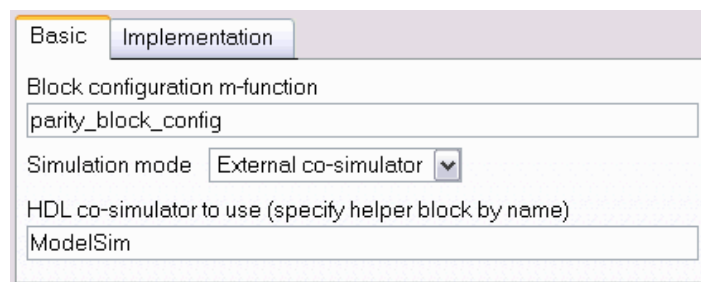 Basic Implementation
Block configuration m-function
parity_block_config
Simulation mode External co-simulator
HDL co-simulator to use (specify helper block by name)
ModelSim